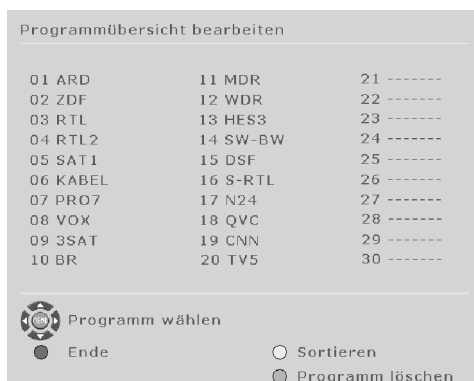 Programmübersicht bearbeiten
01 ARD 11 MDR 21 -------
02 ZDF 12 WDR 22 -------
03 RTL 13 HES3 23 -------
04 RTL2 14 SW-BW 24 -------
05 SAT1 15 DSF 25 -------
06 KABEL 16 S-RTL 26 -------
07 PRO7 17 N24 27 -------
08 VOX 18 QVC 28 -------
09 3SAT 19 CNN 29 -------
10 BR 20 TV5 30 -------
MENU Programm wählen
Ende Sortieren
Programm löschen